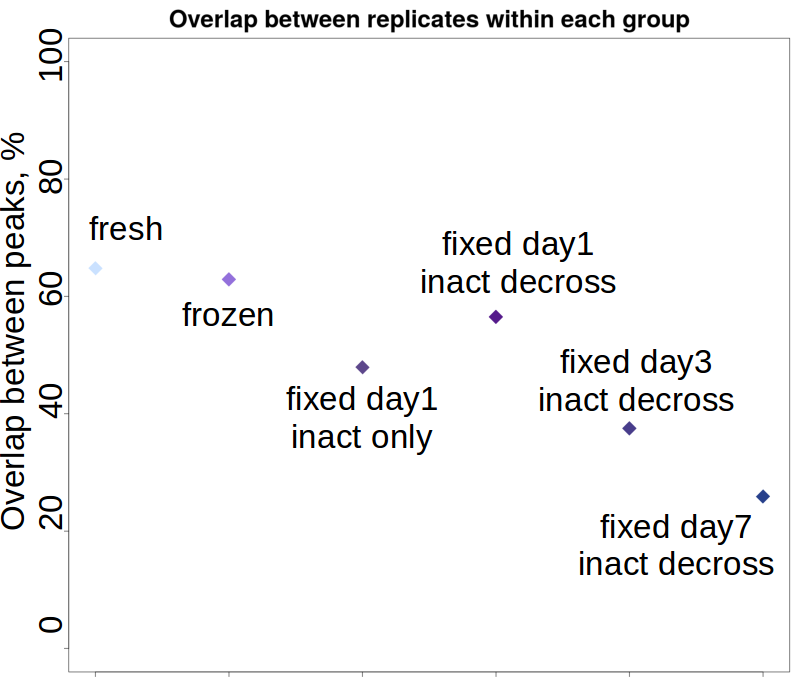 Overlap between replicates within each group
Overlap between peaks, %
100
80
60
40
20
0
fresh
frozen
fixed day1
inact only
fixed day1
inact decross
fixed day3
inact decross
fixed day7
inact decross